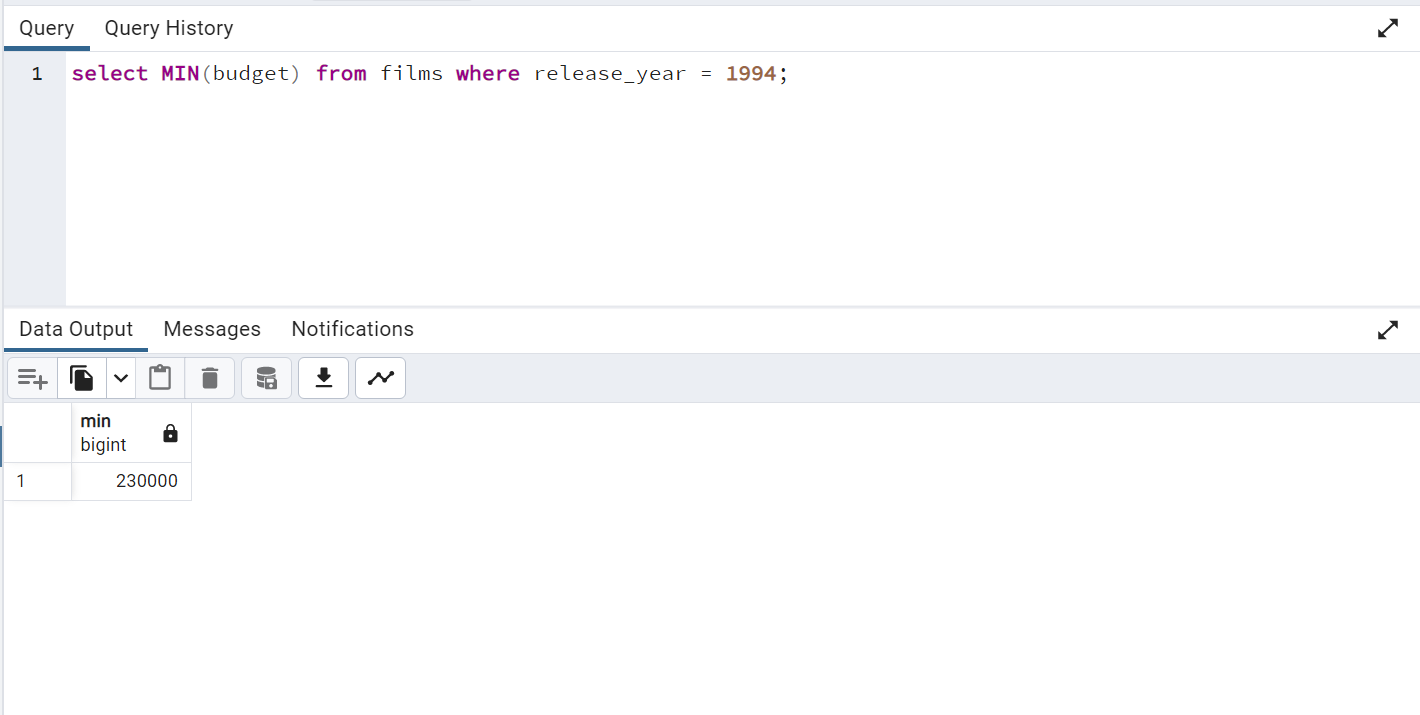 Query Query History
1 select MIN(budget) from films where release_year = 1994;
Data Output Messages Notifications
min
bigint
1 230000